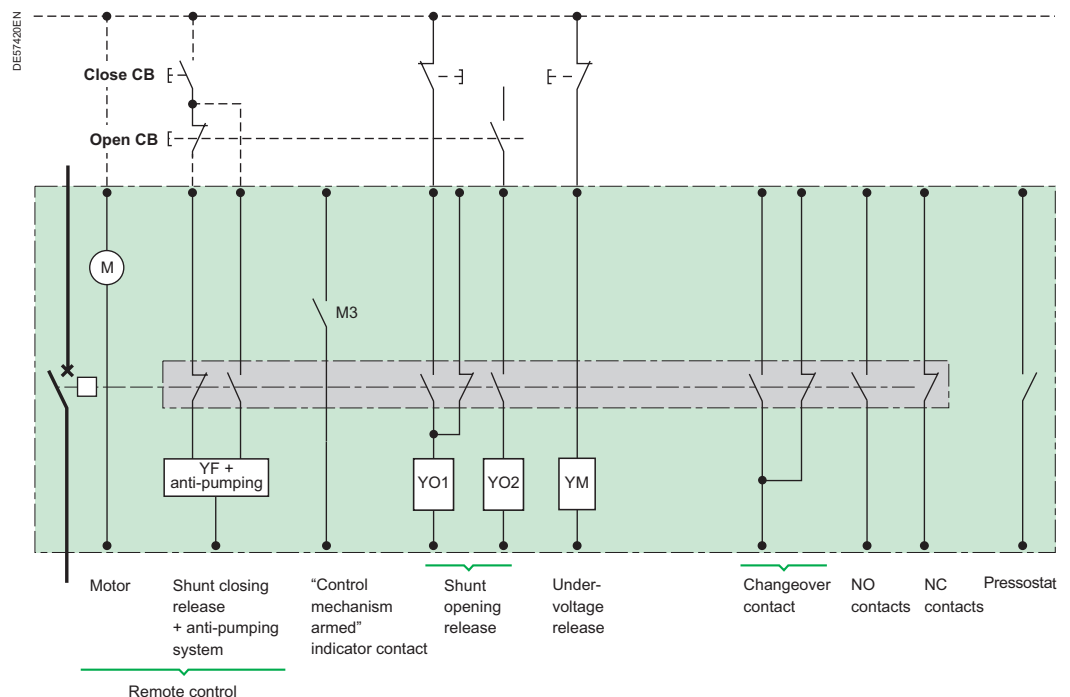 DE57420EN
Close CB
Open CB
M
M3
YF +
anti-pumping
YO1
YO2
YM
Motor
Shunt closing
release
+ anti-pumping
system
“Control
mechanism
armed”
indicator contact
Shunt
opening
release
Under-
voltage
release
Changeover
contact
NO
contacts
NC
contacts
Pressostat
Remote control